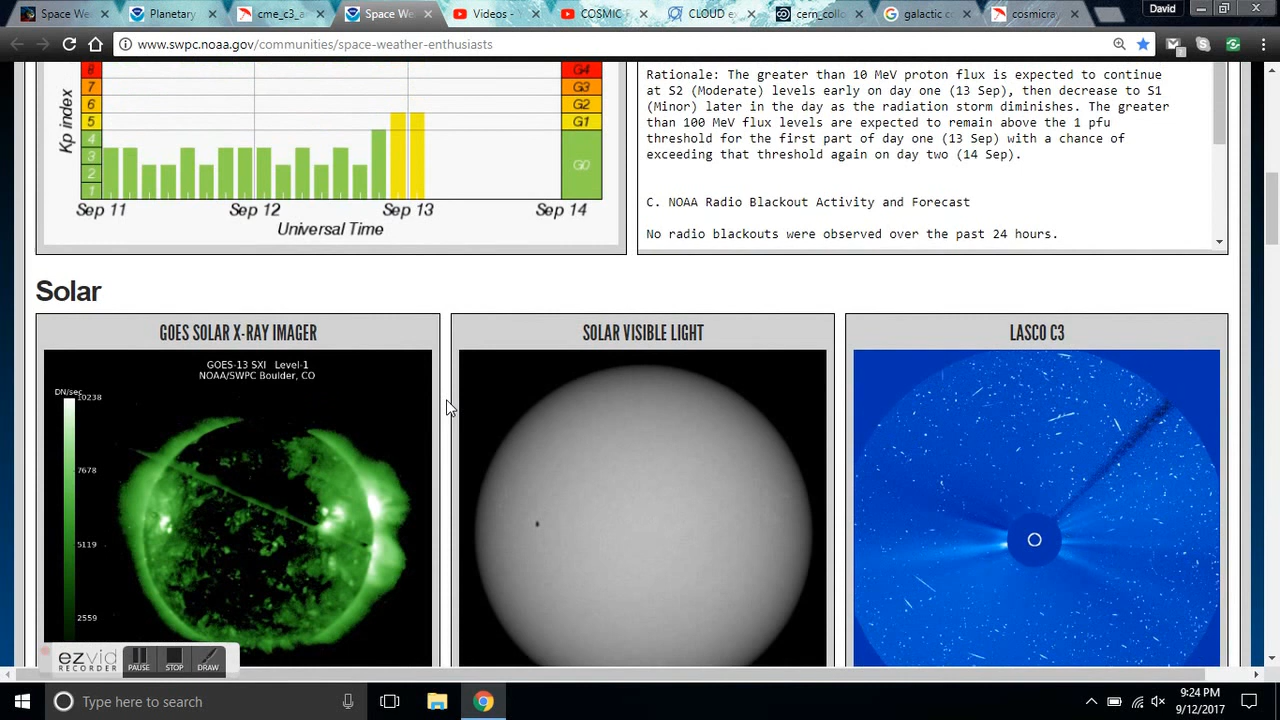 Space We
Planetary
cme_c3_
Space We
Videos -
COSMIC
CLOUD e
cern_collo
galactic c
cosmicray
David
www.swpc.noaa.gov/communities/space-weather-enthusiasts
1
Kp index
8
7
6
5
4
3
2
1
G4
G3
G2
G1
G0
Sep 11
Sep 12
Sep 13
Sep 14
Universal Time
Rationale: The greater than 10 MeV proton flux is expected to continue
at S2 (Moderate) levels early on day one (13 Sep), then decrease to S1
(Minor) later in the day as the radiation storm diminishes. The greater
than 100 MeV flux levels are expected to remain above the 1 pfu
threshold for the first part of day one (13 Sep) with a chance of
exceeding that threshold again on day two (14 Sep).
C. NOAA Radio Blackout Activity and Forecast
No radio blackouts were observed over the past 24 hours.
Solar
GOES SOLAR X-RAY IMAGER
GOES-13 SXI Level-1
NOAA/SWPC Boulder, CO
DN/sec
10238
7678
5119
2559
SOLAR VISIBLE LIGHT
LASCO C3
ezvid
RECORDER
PAUSE
STOP
DRAW
Type here to search
9:24 PM
9/12/2017